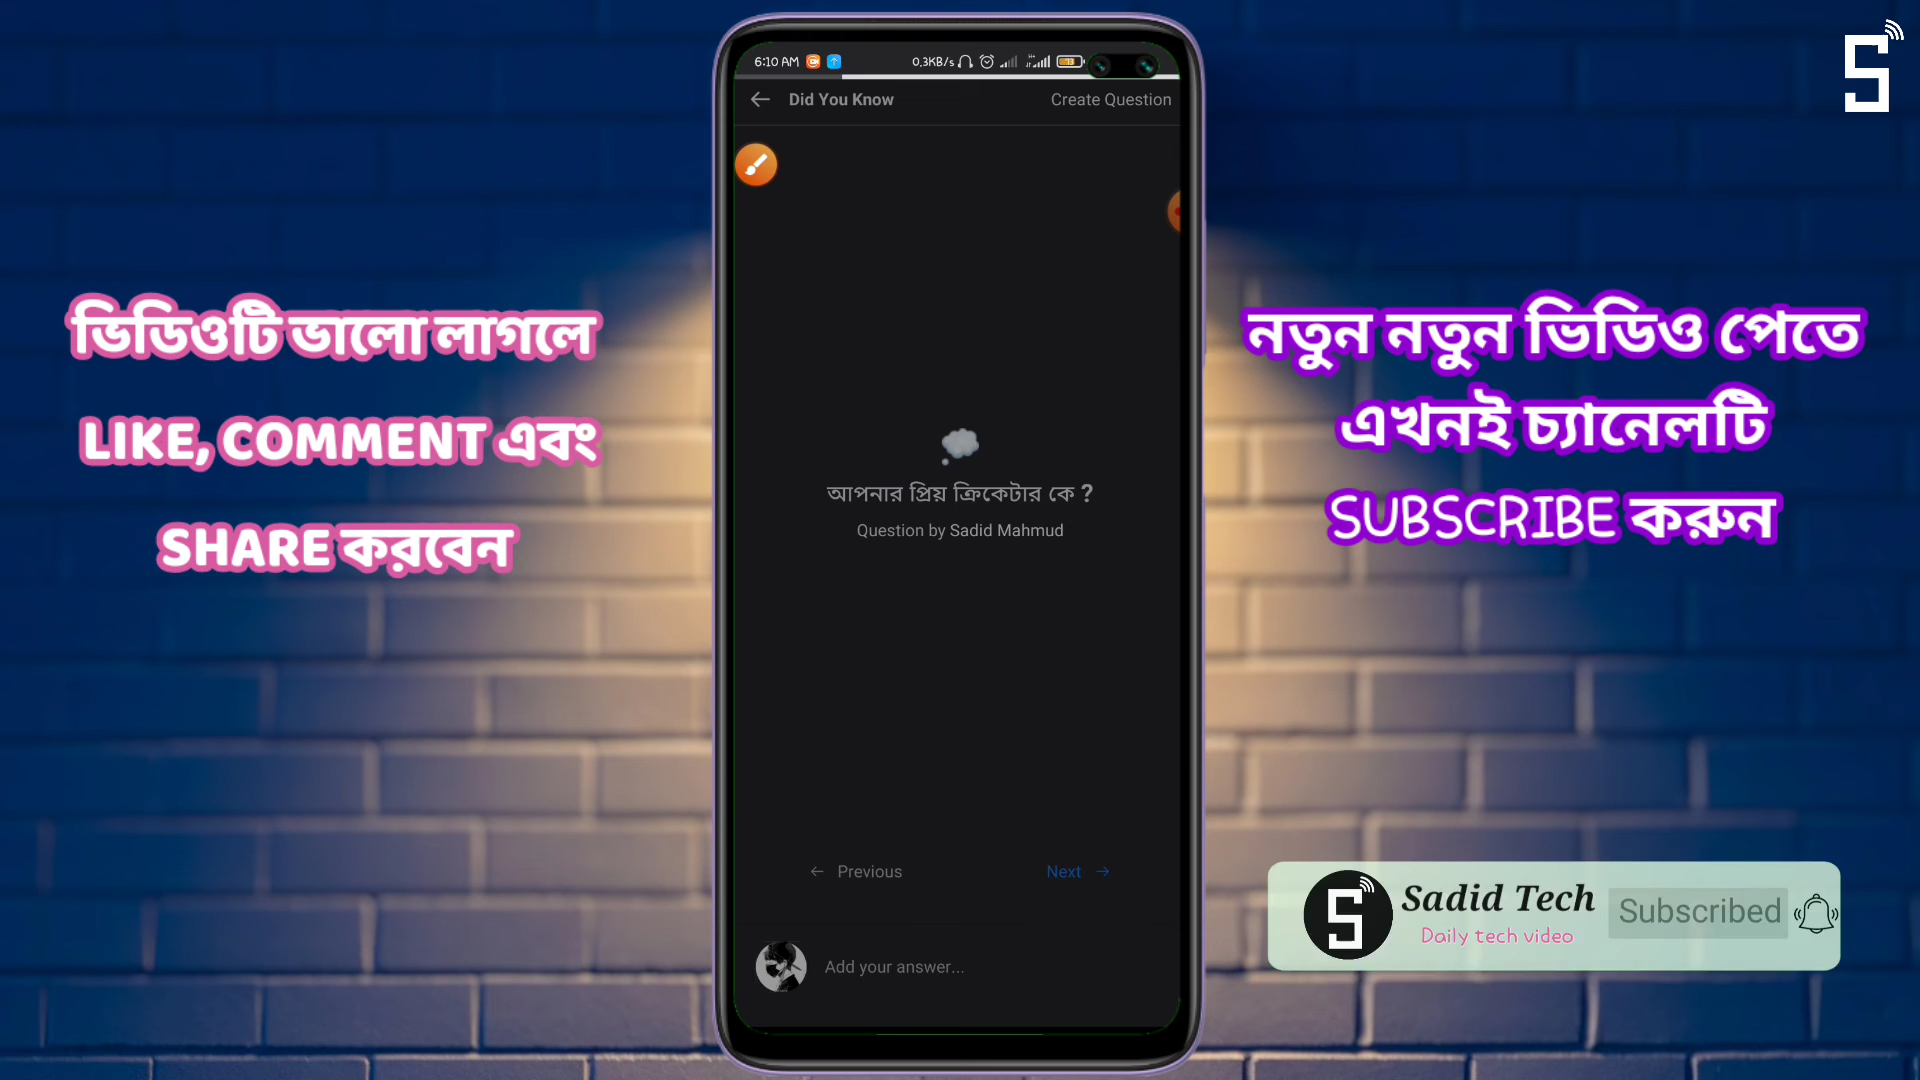 6:10 AM 0.3KB/s 13
Did You Know Create Question
ভিডিওটি ভালো লাগলে
LIKE, COMMENT এবং
SHARE করবেন
আপনার প্রিয় ক্রিকেটার কে ?
Question by Sadid Mahmud
Previous Next
Add your answer...
নতুন নতুন ভিডিও পেতে
এখনই চ্যানেলটি
SUBSCRIBE করুন
Sadid Tech
Daily tech video
Subscribed